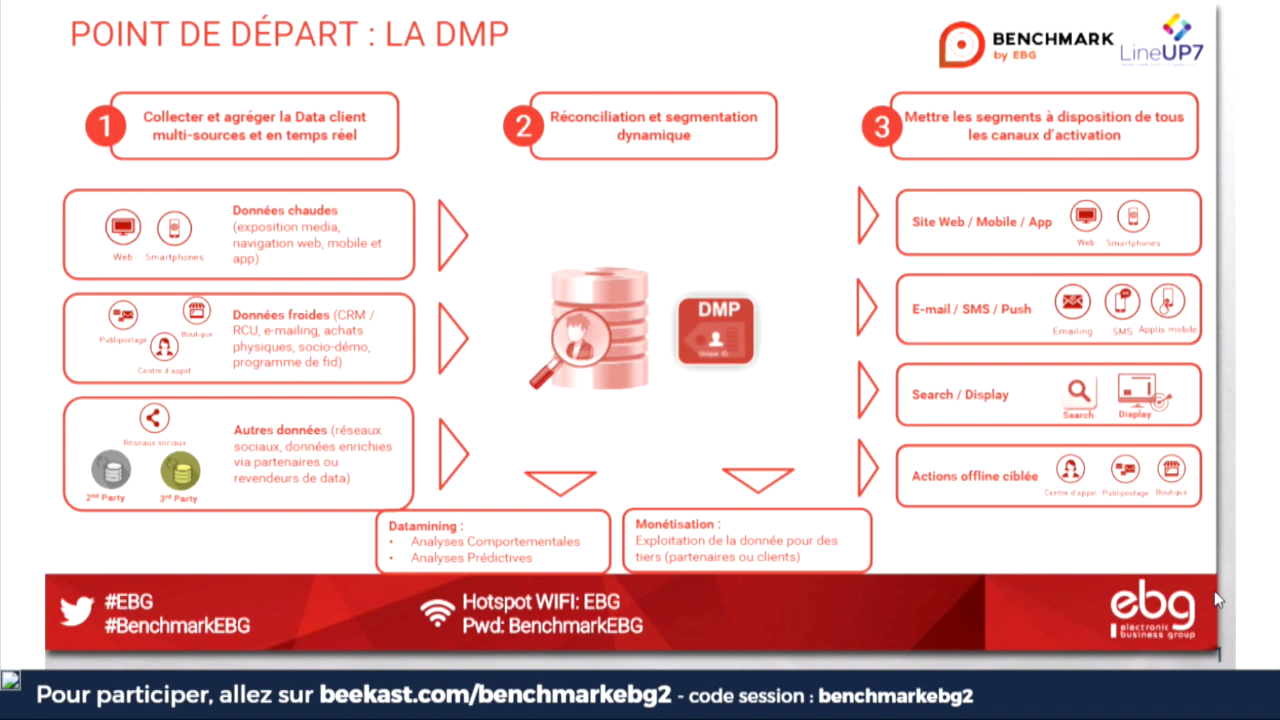 POINT DE DÉPART : LA DMP
BENCHMARK
by EBG
LineUP7
1
Collecter et agréger la Data client
multi-sources et en temps réel
2
Réconciliation et segmentation
dynamique
3
Mettre les segments à disposition de tous
les canaux d'activation
Web
Smartphones
Données chaudes
(exposition media,
navigation web, mobile et
app)
Publipostage
Boutique
Centre d'appel
Données froides (CRM /
RCU, e-mailing, achats
physiques, socio-démo,
programme de fid)
Réseaux sociaux
2nd Party
3rd Party
Autres données (réseaux
sociaux, données enrichies
via partenaires ou
revendeurs de data)
DMP
Unique ID
Site Web / Mobile / App
Web
Smartphones
E-mail / SMS / Push
Emailing
SMS
Applis mobile
Search / Display
Search
Display
Actions offline ciblée
Centre d'appel
Publipostage
Boutique
Datamining :
• Analyses Comportementales
• Analyses Prédictives
Monétisation :
Exploitation de la donnée pour des
tiers (partenaires ou clients)
#EBG
#BenchmarkEBG
Hotspot WIFI: EBG
Pwd: BenchmarkEBG
ebg
electronic
business group
Pour participer, allez sur beekast.com/benchmarkebg2 - code session : benchmarkebg2